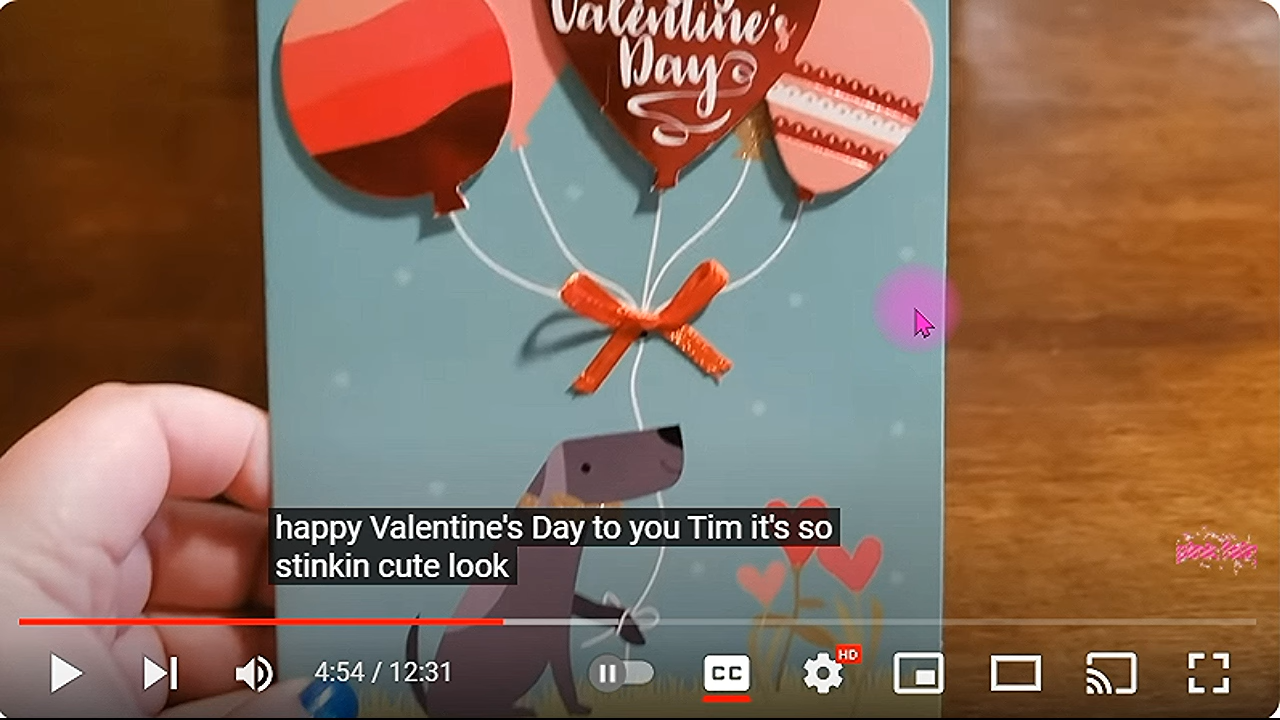 Valentine's
Day
happy Valentine's Day to you Tim it's so
stinkin cute look
4:54 / 12:31
CC
HD